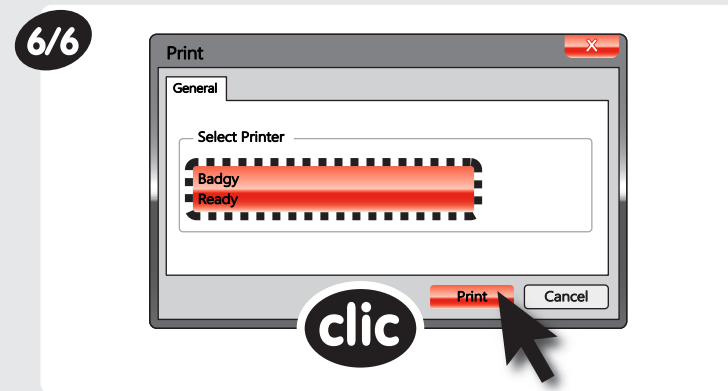 6/6
Print
X
General
Select Printer
Badgy
Ready
Print
Cancel
clic